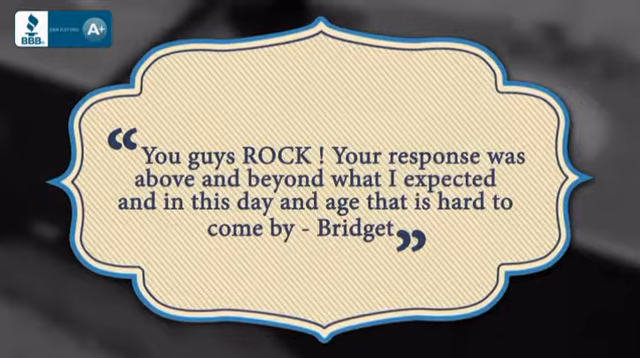 BBB
A+
“You guys ROCK ! Your response was
above and beyond what I expected
and in this day and age that is hard to
come by - Bridget”